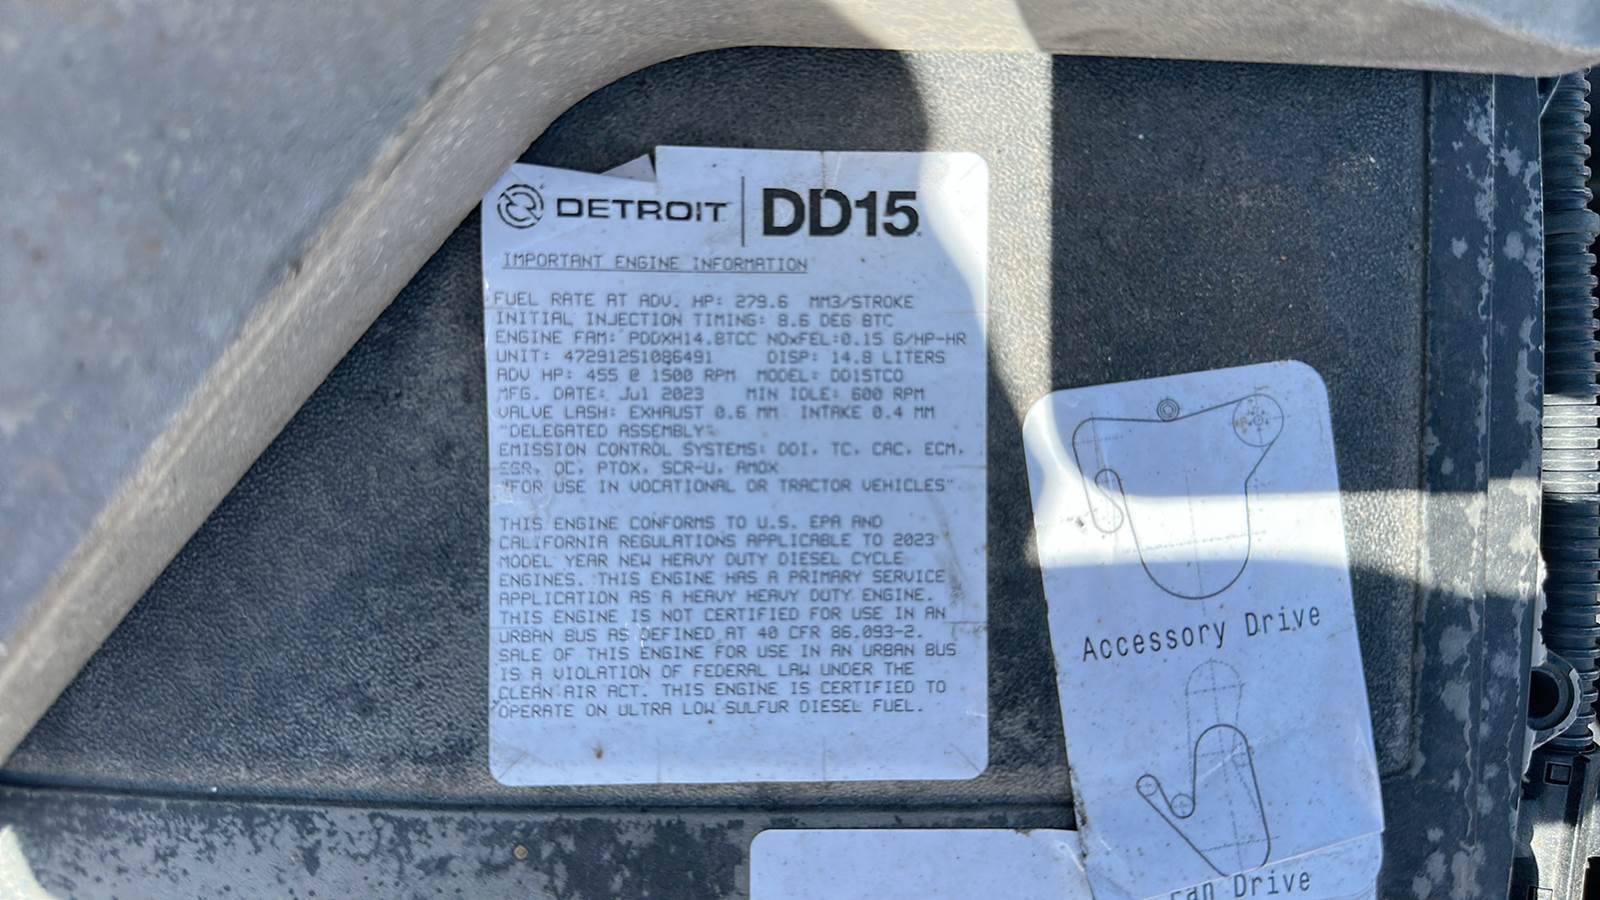 DETROIT DD15
IMPORTANT ENGINE INFORMATION
FUEL RATE AT ADV. HP: 279.6 MM3/STROKE
INITIAL INJECTION TIMING: 8.6 DEG BTC
ENGINE FAM: PDDXH14.8TCC NOxFEL:0.15 G/HP-HR
UNIT: 47291251086491 DISP: 14.8 LITERS
ADV HP: 455 @ 1500 RPM MODEL: DD15TCO
MFG. DATE: Jul 2023 MIN IDLE: 600 RPM
VALVE LASH: EXHAUST 0.6 MM INTAKE 0.4 MM
"DELEGATED ASSEMBLY"
EMISSION CONTROL SYSTEMS: DDI, TC, CAC, ECM,
EGR, OC, PTOX, SCR-U, AMOX
"FOR USE IN VOCATIONAL OR TRACTOR VEHICLES"
THIS ENGINE CONFORMS TO U.S. EPA AND
CALIFORNIA REGULATIONS APPLICABLE TO 2023
MODEL YEAR NEW HEAVY DUTY DIESEL CYCLE
ENGINES. THIS ENGINE HAS A PRIMARY SERVICE
APPLICATION AS A HEAVY HEAVY DUTY ENGINE.
THIS ENGINE IS NOT CERTIFIED FOR USE IN AN
URBAN BUS AS DEFINED AT 40 CFR 86.093-2.
SALE OF THIS ENGINE FOR USE IN AN URBAN BUS
IS A VIOLATION OF FEDERAL LAW UNDER THE
CLEAN AIR ACT. THIS ENGINE IS CERTIFIED TO
OPERATE ON ULTRA LOW SULFUR DIESEL FUEL.
Accessory Drive
Fan Drive